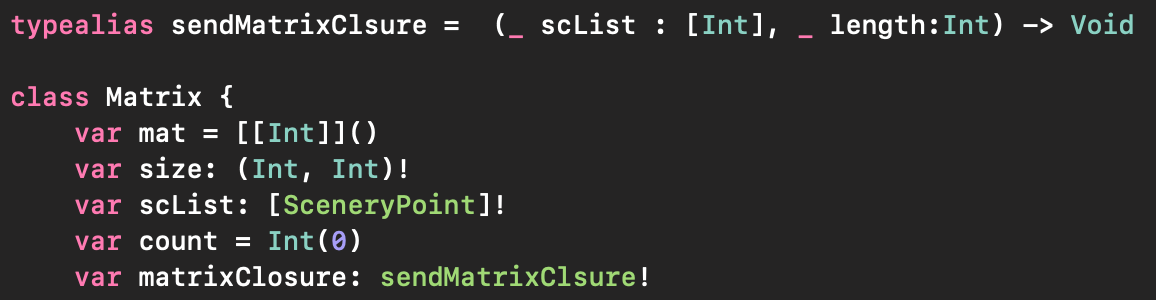 typealias sendMatrixClsure =  (_ scList : [Int], _ length:Int) -> Void
class Matrix {
    var mat = [[Int]]()
    var size: (Int, Int)!
    var scList: [SceneryPoint]!
    var count = Int(0)
    var matrixClosure: sendMatrixClsure!